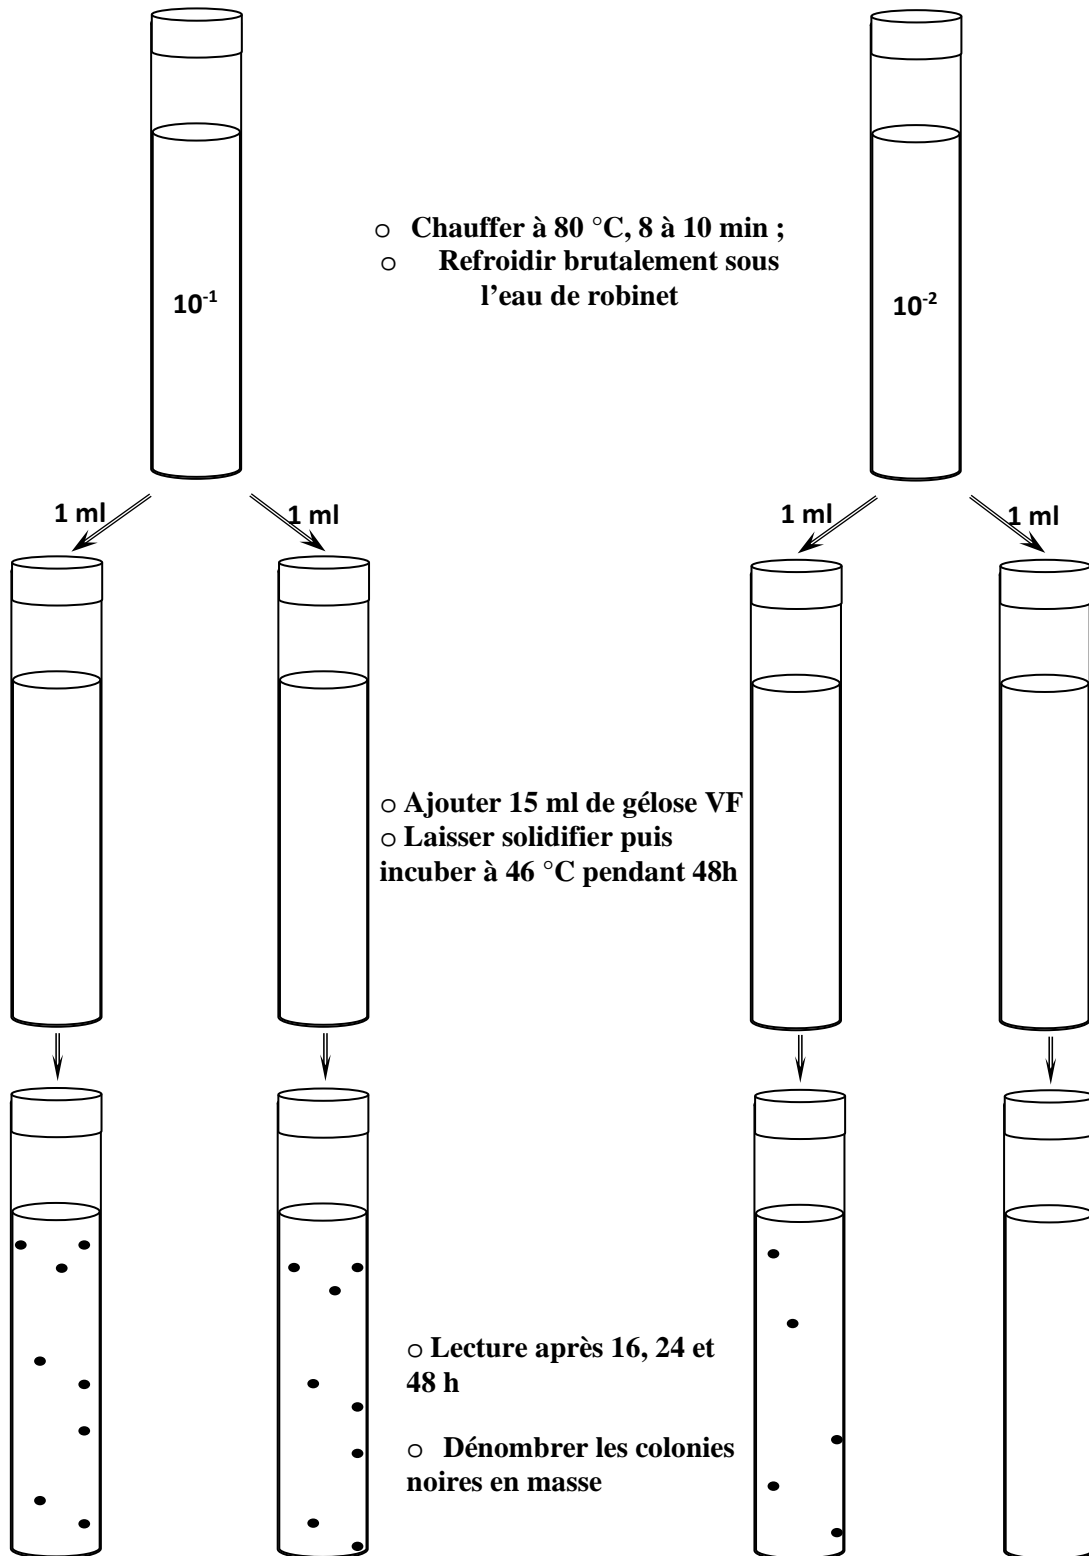 ○ Chauffer à 80 °C, 8 à 10 min ;
○ Refroidir brutalement sous
l’eau de robinet
10⁻¹
10⁻²
1 ml
1 ml
1 ml
1 ml
○ Ajouter 15 ml de gélose VF
○ Laisser solidifier puis
incuber à 46 °C pendant 48h
○ Lecture après 16, 24 et
48 h
○ Dénombrer les colonies
noires en masse